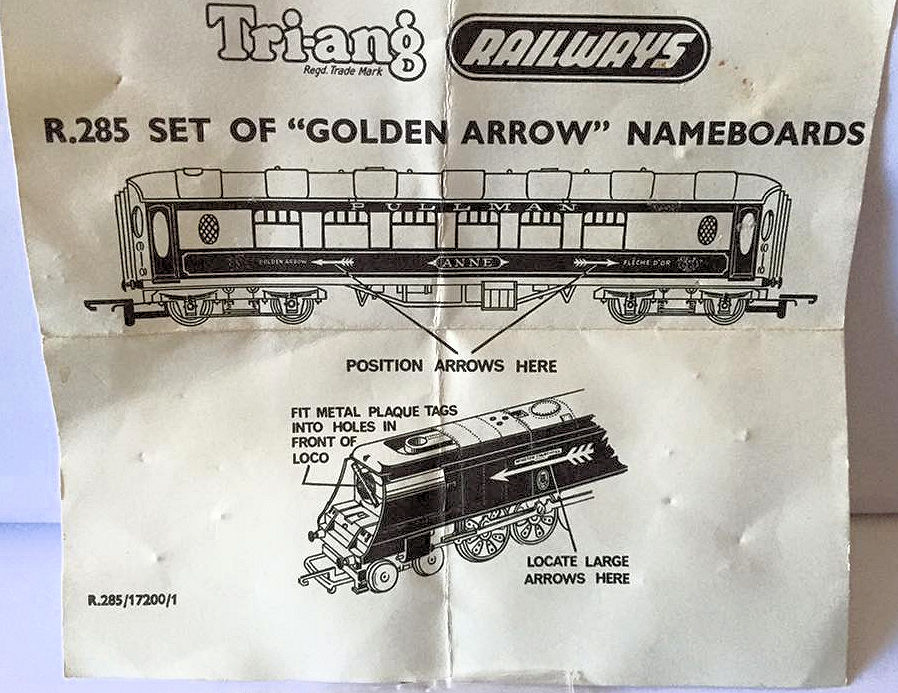 Tri-ang RAILWAYS
Regd. Trade Mark
R.285 SET OF “GOLDEN ARROW” NAMEBOARDS
PULLMAN
GOLDEN ARROW ANNE FLÈCHE D'OR
POSITION ARROWS HERE
FIT METAL PLAQUE TAGS
INTO HOLES IN
FRONT OF
LOCO
LOCATE LARGE
ARROWS HERE
R.285/17200/1